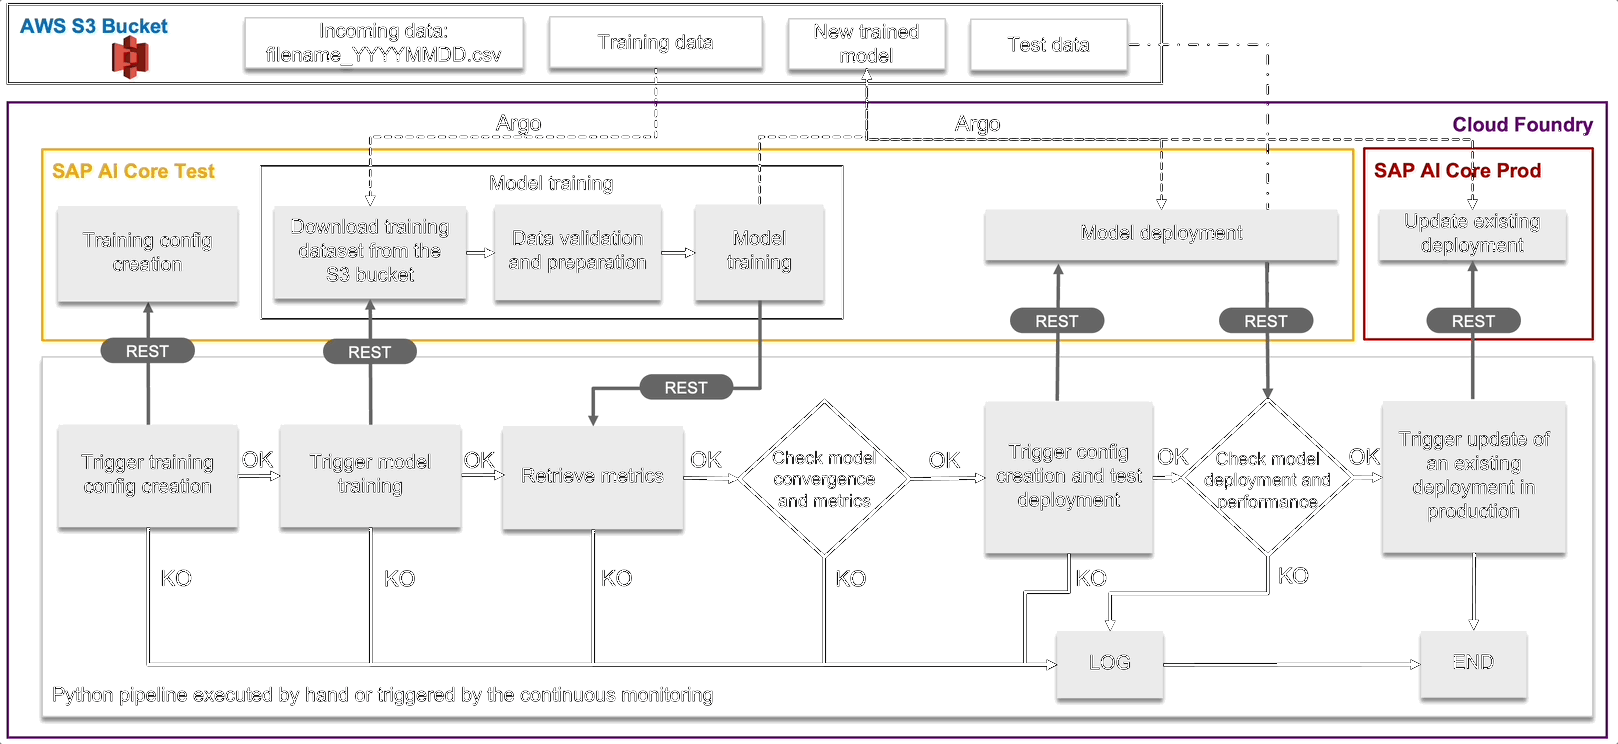 AWS S3 Bucket
Incoming data:
filename_YYYYMMDD.csv
Training data
New trained
model
Test data
Argo
Argo
Cloud Foundry
SAP AI Core Test
SAP AI Core Prod
Model training
Training config
creation
Download training
dataset from the
S3 bucket
Data validation
and preparation
Model
training
Model deployment
Update existing
deployment
REST
REST
REST
REST
REST
REST
Trigger training
config creation
OK
Trigger model
training
OK
Retrieve metrics
OK
Check model
convergence
and metrics
OK
Trigger config
creation and test
deployment
OK
Check model
deployment and
performance
OK
Trigger update of
an existing
deployment in
production
KO
KO
KO
KO
KO
KO
LOG
END
Python pipeline executed by hand or triggered by the continuous monitoring